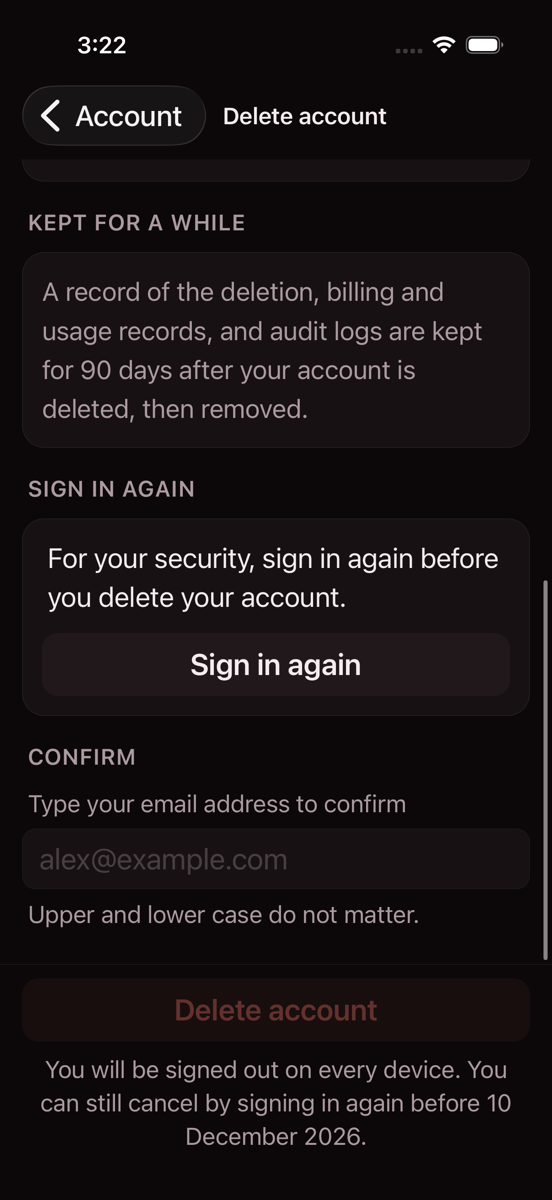 3:22
Account
Delete account
KEPT FOR A WHILE
A record of the deletion, billing and
usage records, and audit logs are kept
for 90 days after your account is
deleted, then removed.
SIGN IN AGAIN
For your security, sign in again before
you delete your account.
Sign in again
CONFIRM
Type your email address to confirm
alex@example.com
Upper and lower case do not matter.
Delete account
You will be signed out on every device. You
can still cancel by signing in again before 10
December 2026.